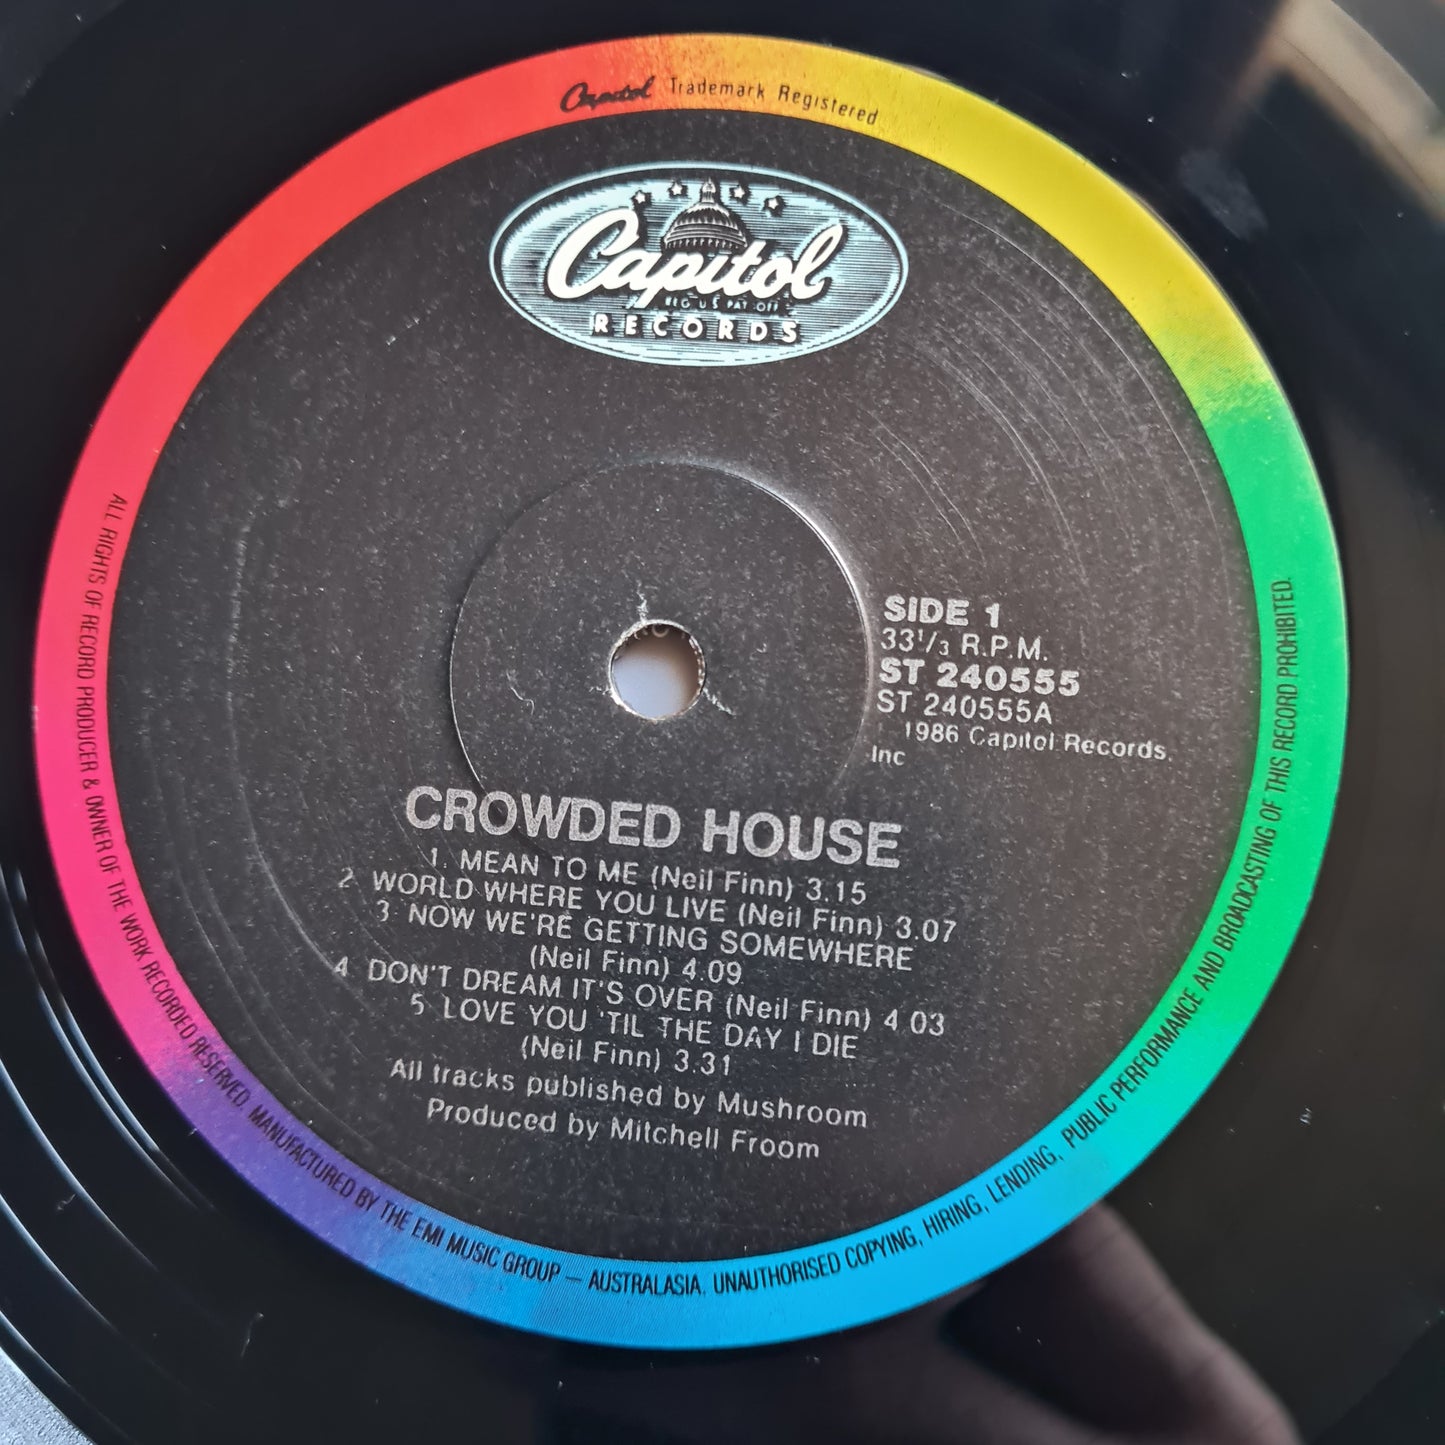 Capitol Trademark Registered
Capitol
REG. U.S. PAT. OFF.
RECORDS
SIDE 1
33 1/3 R.P.M.
ST 240555
ST 240555A
1986 Capitol Records
Inc
CROWDED HOUSE
1. MEAN TO ME (Neil Finn) 3.15
2 WORLD WHERE YOU LIVE (Neil Finn) 3.07
3 NOW WE'RE GETTING SOMEWHERE
(Neil Finn) 4.09
4 DON'T DREAM IT'S OVER (Neil Finn) 4 03
5 LOVE YOU 'TIL THE DAY I DIE
(Neil Finn) 3.31
All tracks published by Mushroom
Produced by Mitchell Froom
ALL RIGHTS OF RECORD PRODUCER & OWNER OF THE WORK RECORDED RESERVED. MANUFACTURED BY THE EMI MUSIC GROUP — AUSTRALASIA. UNAUTHORISED COPYING, HIRING, LENDING, PUBLIC PERFORMANCE AND BROADCASTING OF THIS RECORD PROHIBITED.